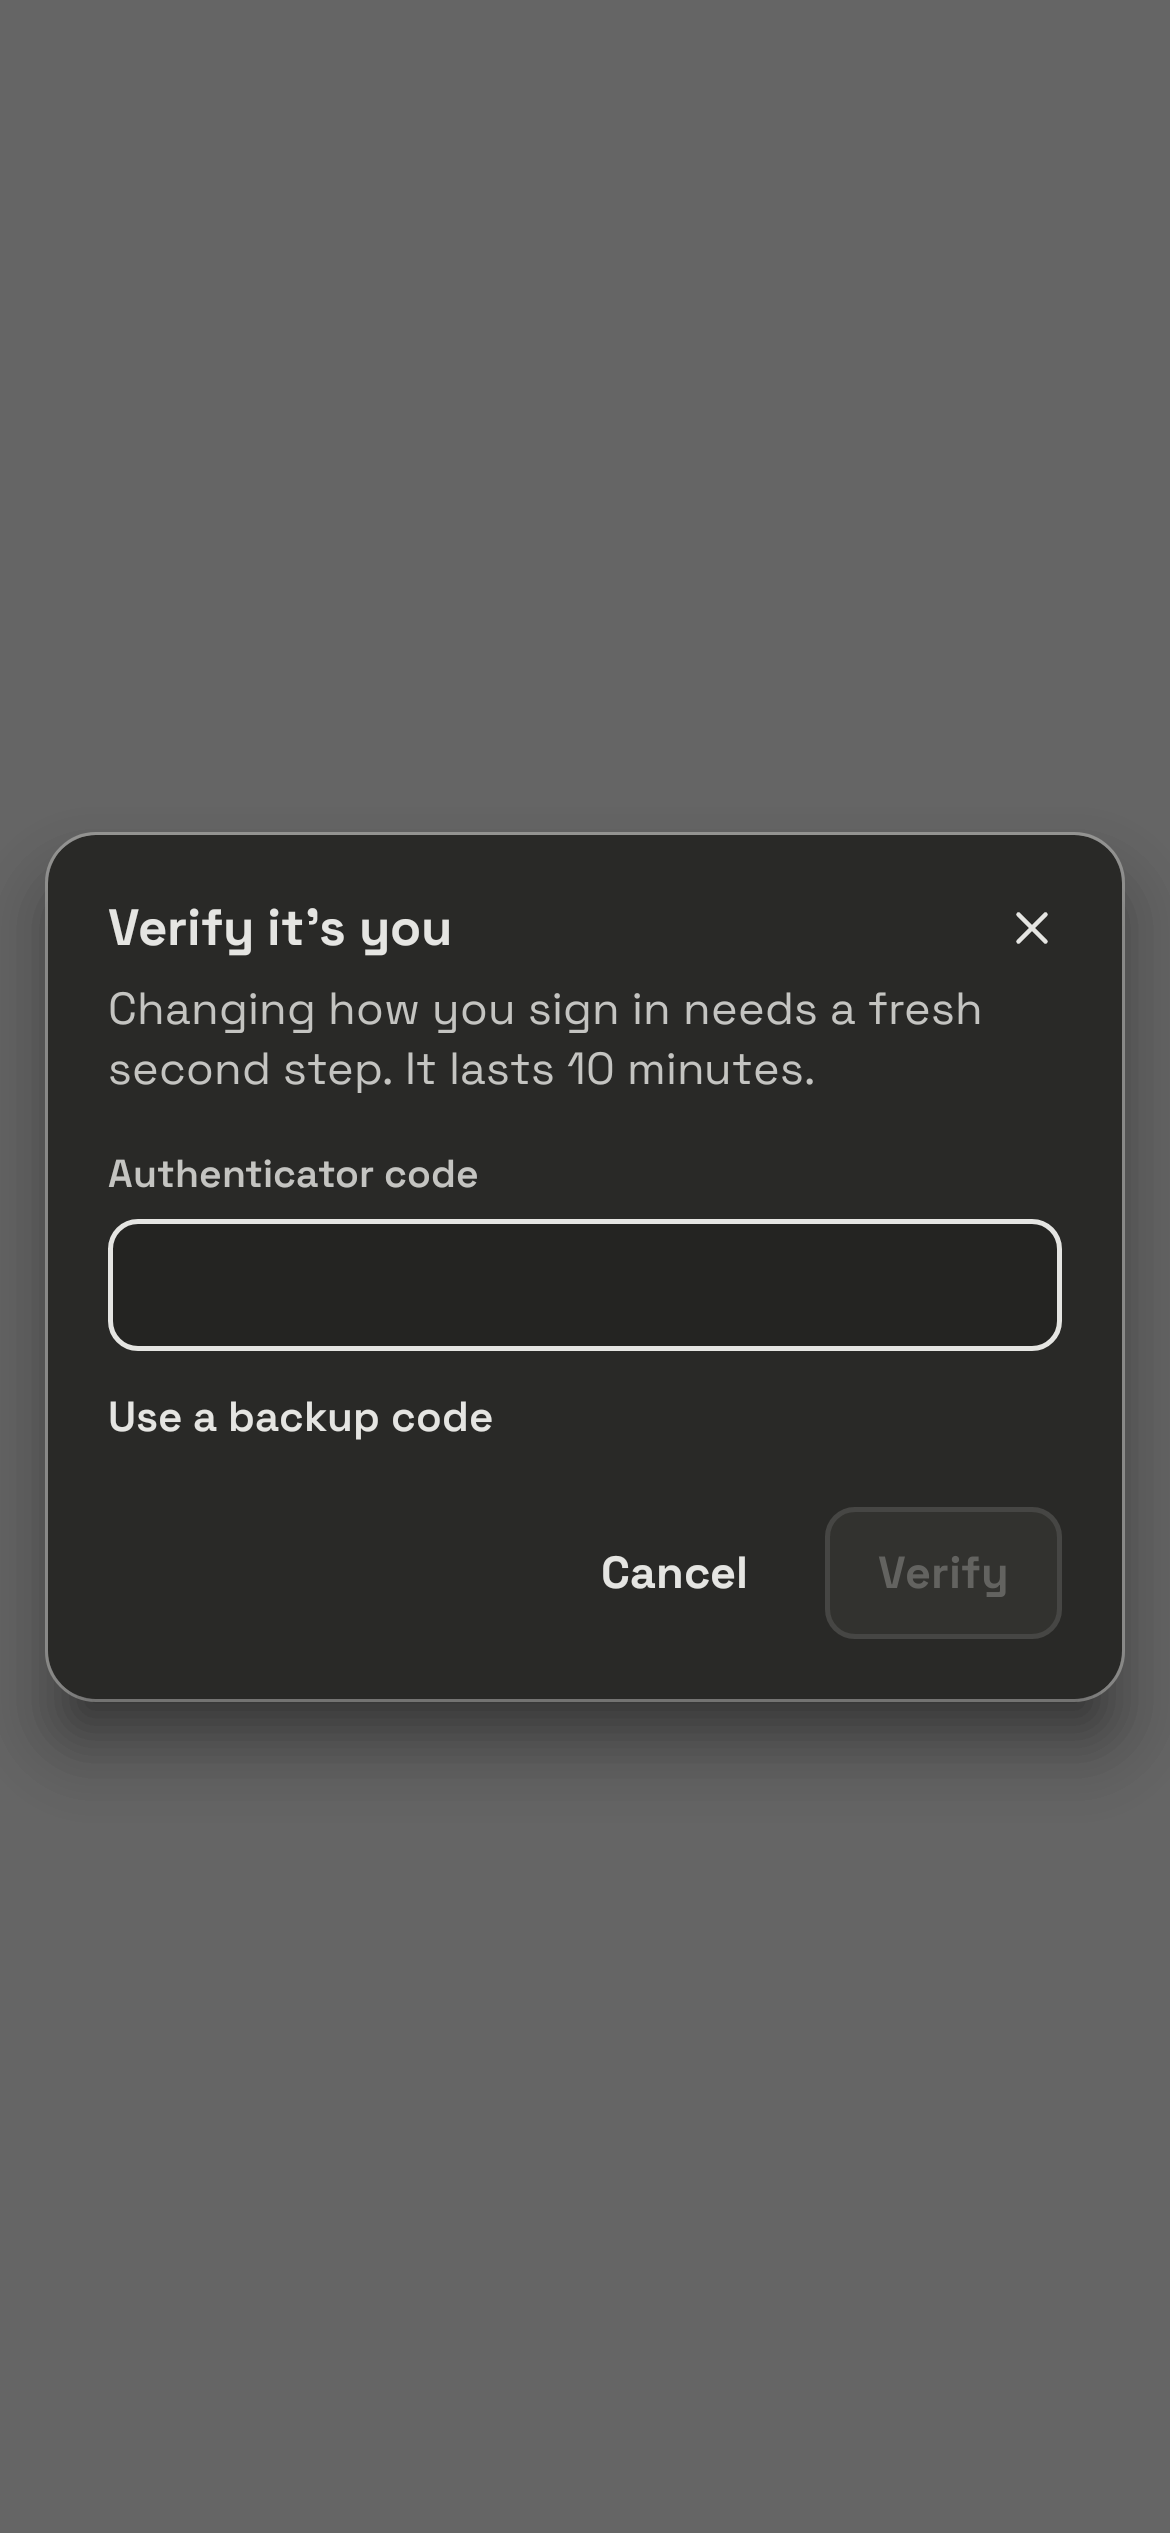 Verify it’s you
Changing how you sign in needs a fresh
second step. It lasts 10 minutes.
Authenticator code
Use a backup code
Cancel
Verify